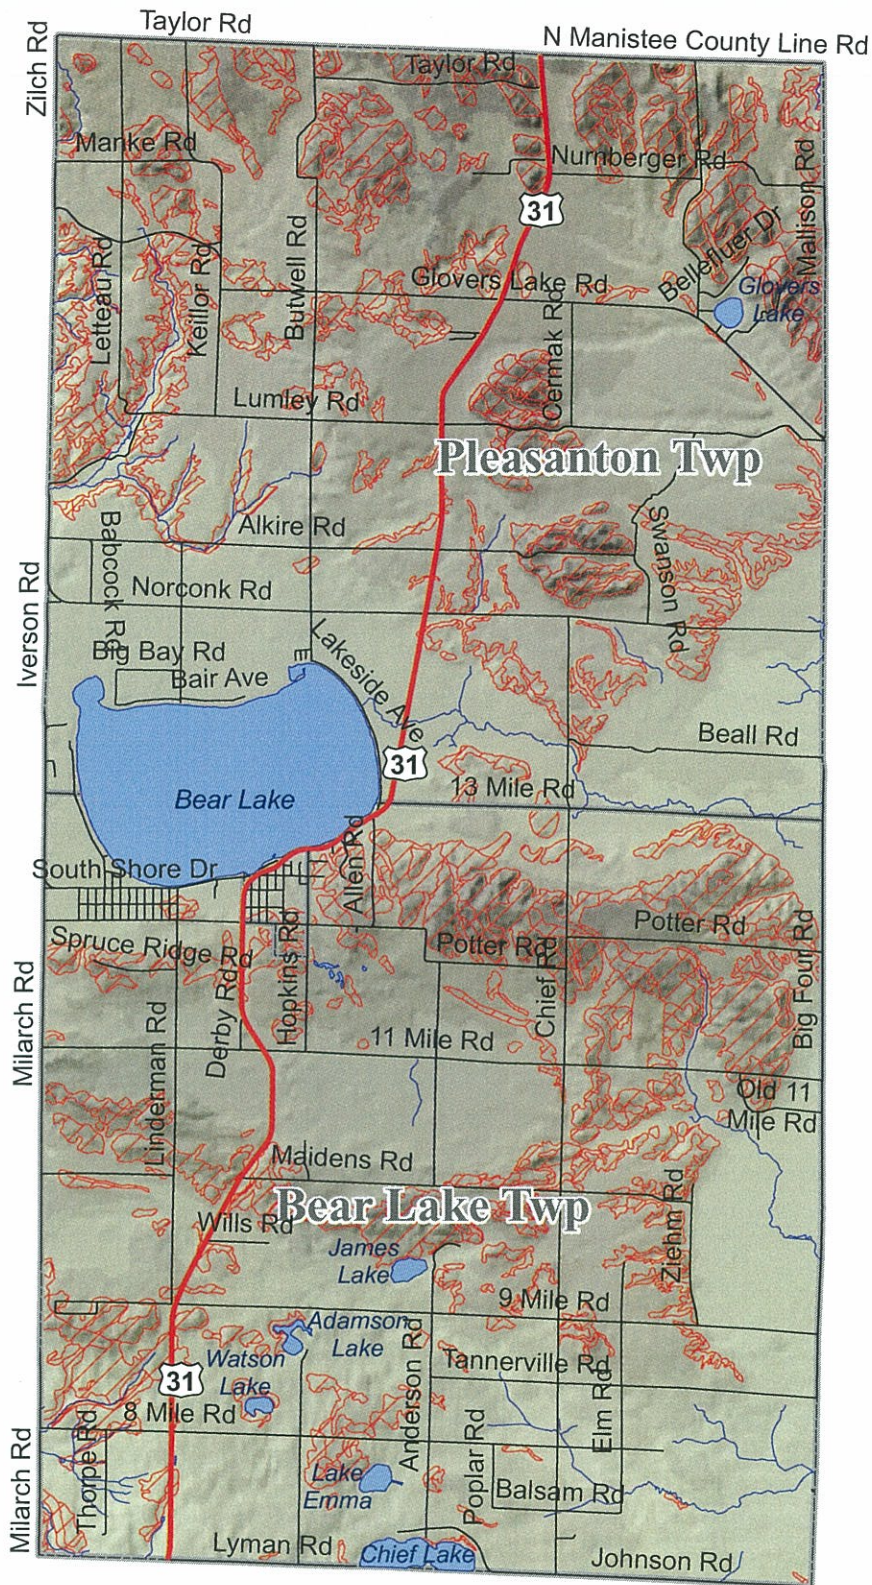 Taylor Rd
N Manistee County Line Rd
Zilch Rd
Taylor Rd
Manke Rd
Nurnberger Rd
Mallison Rd
31
Bellefluer Dr
Butwell Rd
Letteau Rd
Keillor Rd
Glovers Lake Rd
Glovers
Lake
Cermak Rd
Lumley Rd
Pleasanton Twp
Alkire Rd
Babcock Rd
Swanson Rd
Iverson Rd
Norconk Rd
Lakeside Ave
Big Bay Rd
E
Bair Ave
Beall Rd
31
13 Mile Rd
Bear Lake
Allen Rd
South Shore Dr
Potter Rd
Spruce Ridge Rd
Potter Rd
Hopkins Rd
Chief Rd
Big Four Rd
Milarch Rd
Derby Rd
11 Mile Rd
Linderman Rd
Old 11
Mile Rd
Maidens Rd
Bear Lake Twp
Wills Rd
Ziehm Rd
James
Lake
9 Mile Rd
Adamson
Lake
Anderson Rd
Watson
Lake
Tannerville Rd
31
8 Mile Rd
Elm Rd
Milarch Rd
Thorpe Rd
Poplar Rd
Lake
Emma
Balsam Rd
Lyman Rd
Chief Lake
Johnson Rd